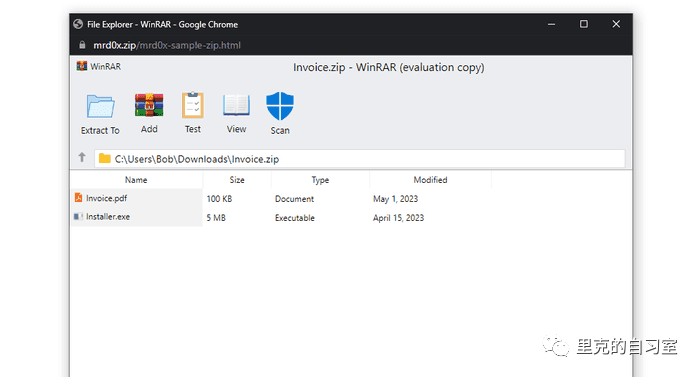 File Explorer - WinRAR - Google Chrome
mrd0x.zip/mrd0x-sample-zip.html
WinRAR Invoice.zip - WinRAR (evaluation copy)
Extract To Add Test View Scan
C:\Users\Bob\Downloads\Invoice.zip
Name Size Type Modified
Invoice.pdf 100 KB Document May 1, 2023
Installer.exe 5 MB Executable April 15, 2023
里克的自习室